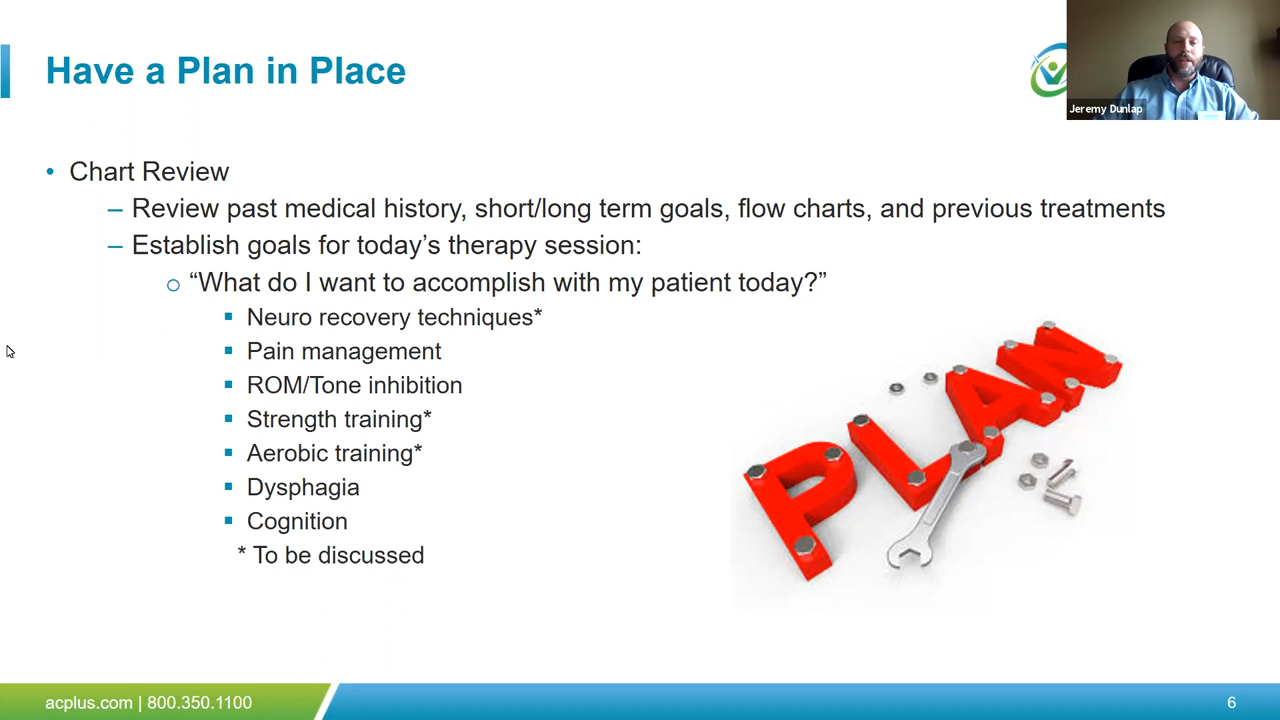 Have a Plan in Place
Jeremy Dunlap
• Chart Review
– Review past medical history, short/long term goals, flow charts, and previous treatments
– Establish goals for today’s therapy session:
o “What do I want to accomplish with my patient today?”
▪ Neuro recovery techniques*
▪ Pain management
▪ ROM/Tone inhibition
▪ Strength training*
▪ Aerobic training*
▪ Dysphagia
▪ Cognition
* To be discussed
PLAN
acplus.com | 800.350.1100
6